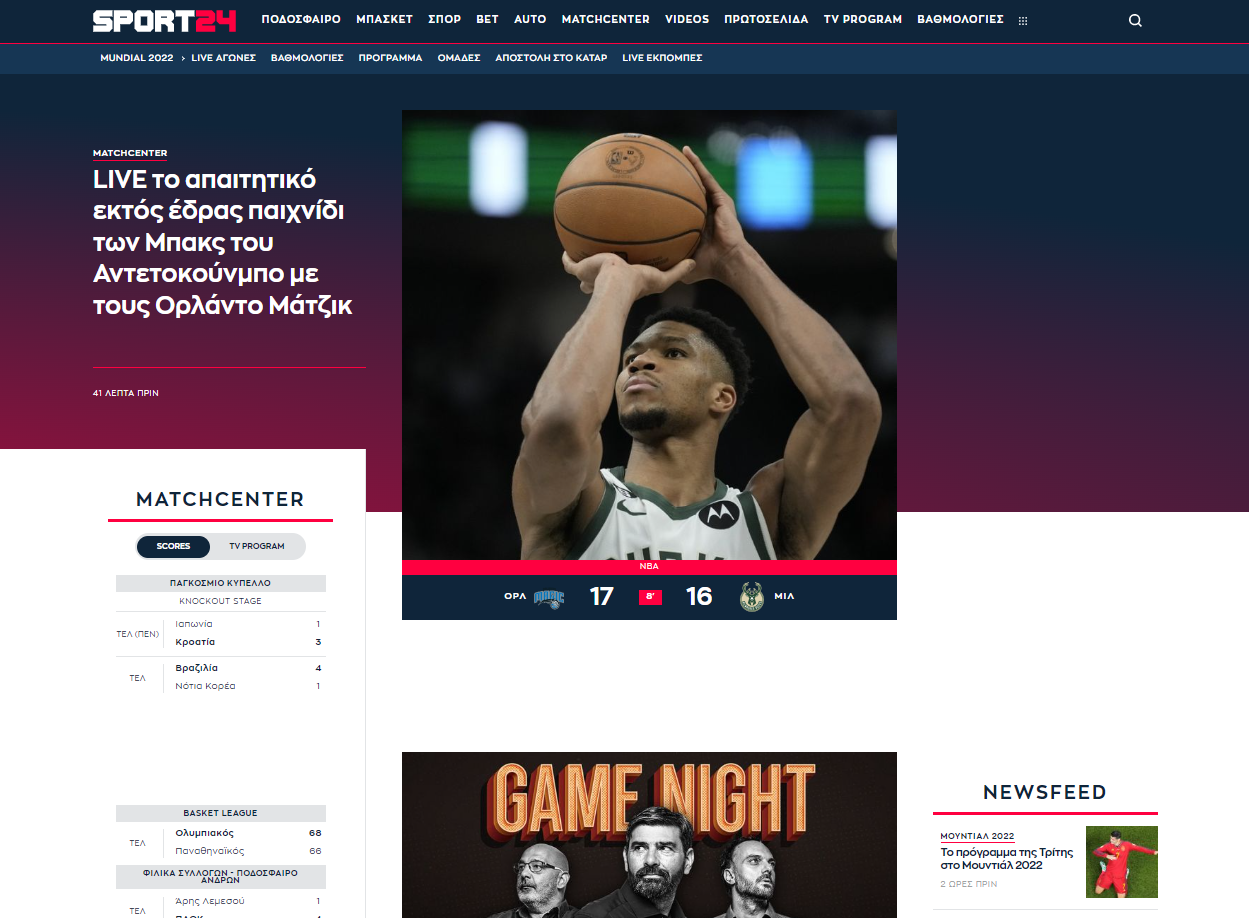 SPORT24
ΠΟΔΟΣΦΑΙΡΟ ΜΠΑΣΚΕΤ ΣΠΟΡ BET AUTO MATCHCENTER VIDEOS ΠΡΩΤΟΣΕΛΙΔΑ TV PROGRAM ΒΑΘΜΟΛΟΓΙΕΣ
MUNDIAL 2022 › LIVE ΑΓΩΝΕΣ ΒΑΘΜΟΛΟΓΙΕΣ ΠΡΟΓΡΑΜΜΑ ΟΜΑΔΕΣ ΑΠΟΣΤΟΛΗ ΣΤΟ ΚΑΤΑΡ LIVE ΕΚΠΟΜΠΕΣ
MATCHCENTER
LIVE το απαιτητικό
εκτός έδρας παιχνίδι
των Μπακς του
Αντετοκούνμπο με
τους Ορλάντο Μάτζικ
41 ΛΕΠΤΑ ΠΡΙΝ
NBA
ΟΡΛ 17 8' 16 ΜΙΛ
MATCHCENTER
SCORES TV PROGRAM
ΠΑΓΚΟΣΜΙΟ ΚΥΠΕΛΛΟ
KNOCKOUT STAGE
ΤΕΛ (ΠΕΝ)
Ιαπωνία 1
Κροατία 3
ΤΕΛ
Βραζιλία 4
Νότια Κορέα 1
BASKET LEAGUE
ΤΕΛ
Ολυμπιακός 68
Παναθηναϊκός 66
ΦΙΛΙΚΑ ΣΥΛΛΟΓΩΝ - ΠΟΔΟΣΦΑΙΡΟ
ΑΝΔΡΩΝ
ΤΕΛ
Άρης Λεμεσού 1
ΠΑΟΚ 4
GAME NIGHT
NEWSFEED
ΜΟΥΝΤΙΑΛ 2022
Το πρόγραμμα της Τρίτης
στο Μουντιάλ 2022
2 ΩΡΕΣ ΠΡΙΝ